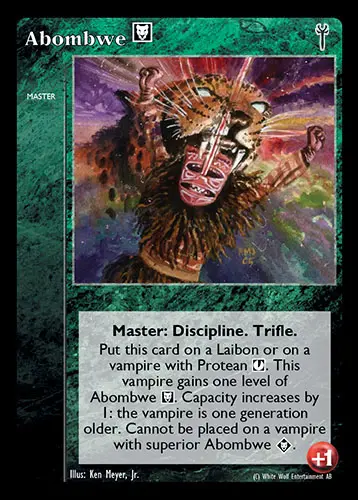 Abombwe
MASTER
KMJ
05
Master: Discipline. Trifle.
Put this card on a Laibon or on a
vampire with Protean. This
vampire gains one level of
Abombwe. Capacity increases by
1: the vampire is one generation
older. Cannot be placed on a vampire
with superior Abombwe.
+1
Illus: Ken Meyer, Jr.
(C) White Wolf Entertainment AB